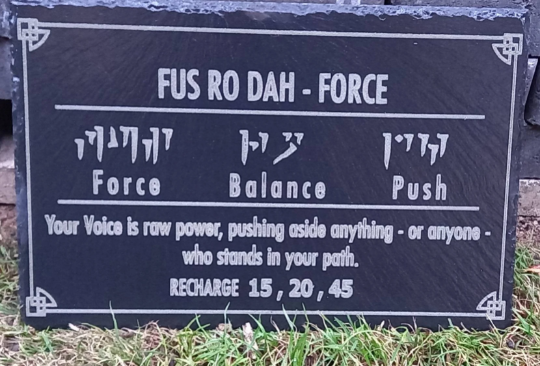 FUS RO DAH - FORCE
Force Balance Push
Your Voice is raw power, pushing aside anything - or anyone -
who stands in your path.
RECHARGE 15 , 20 , 45